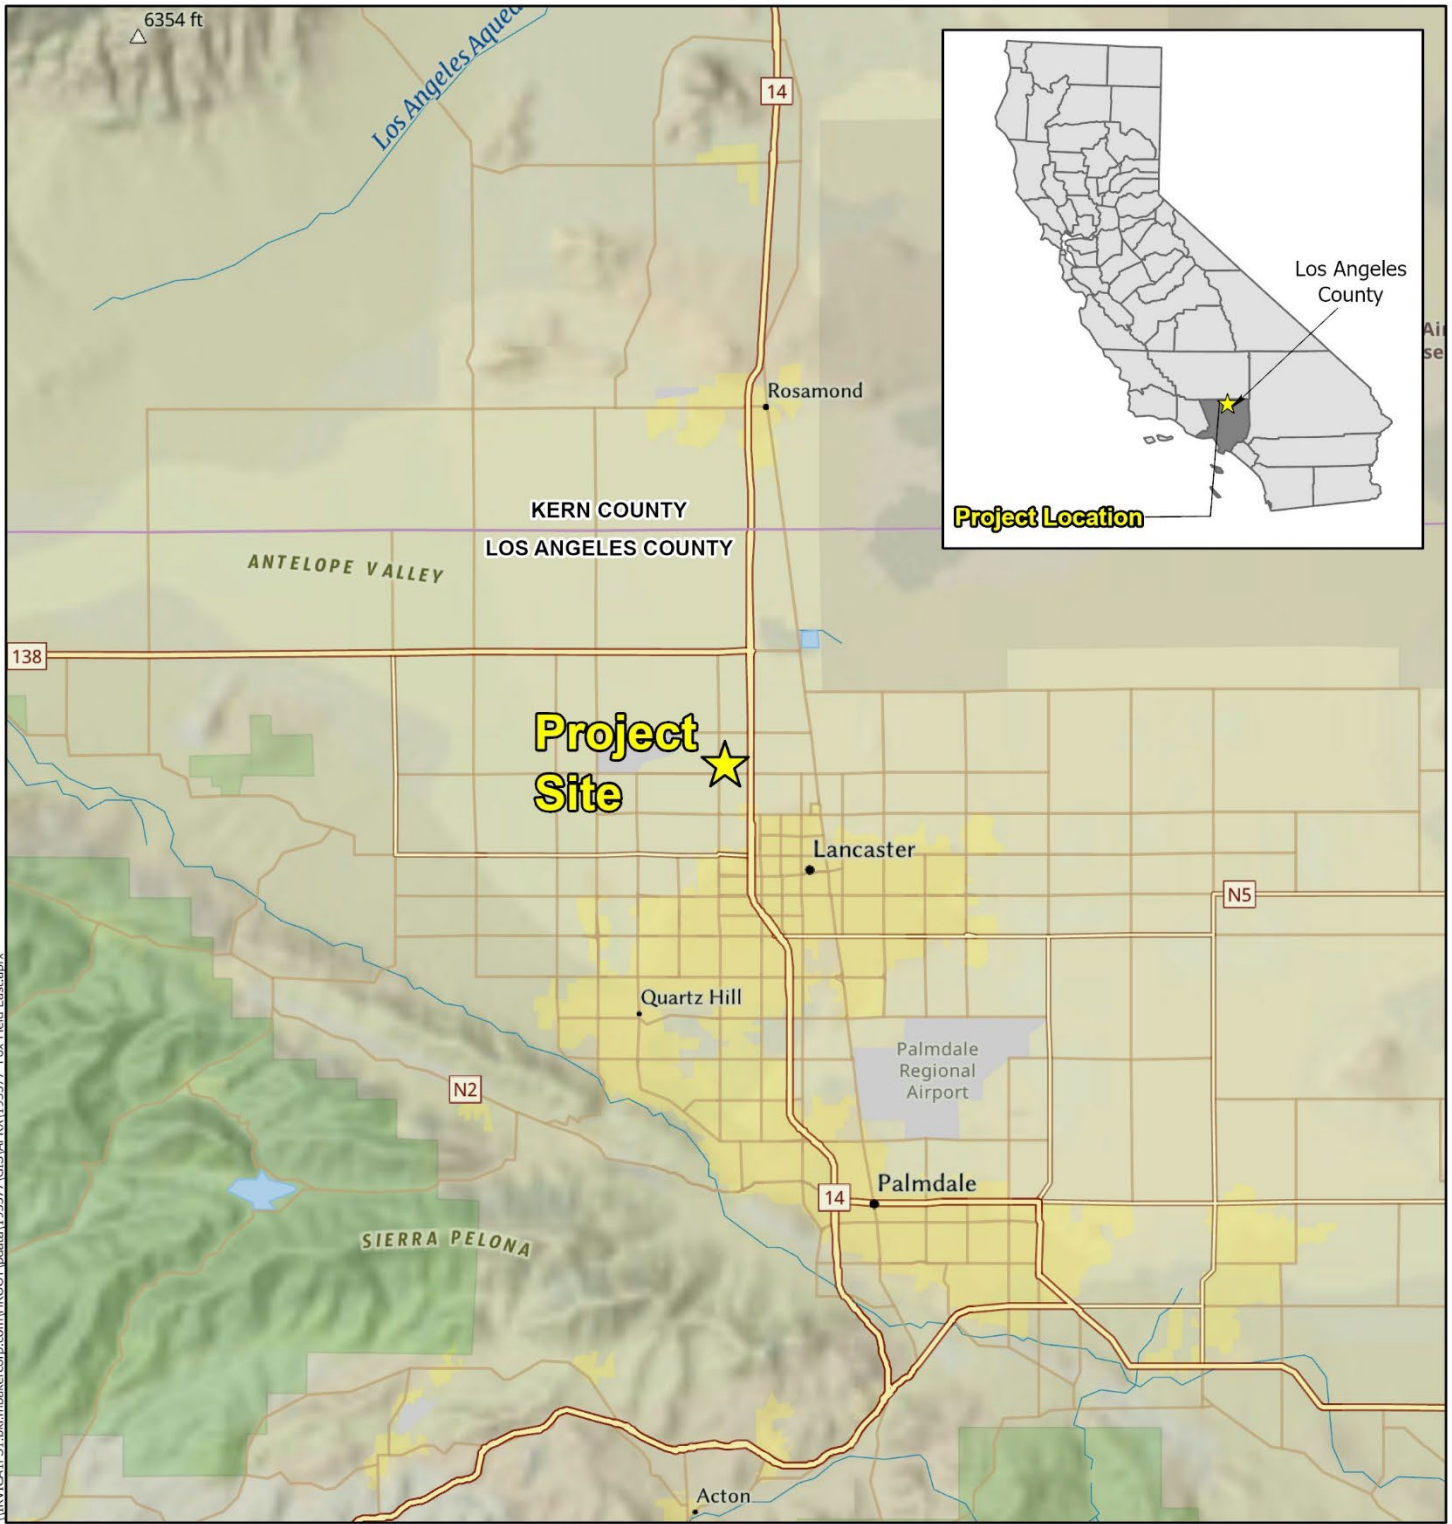 6354 ft
Los Angeles Aqued
14
Los Angeles
County
Project Location
Rosamond
KERN COUNTY
LOS ANGELES COUNTY
ANTELOPE VALLEY
138
Project
Site
Lancaster
N5
Quartz Hill
Palmdale
Regional
Airport
N2
Palmdale
14
SIERRA PELONA
Acton